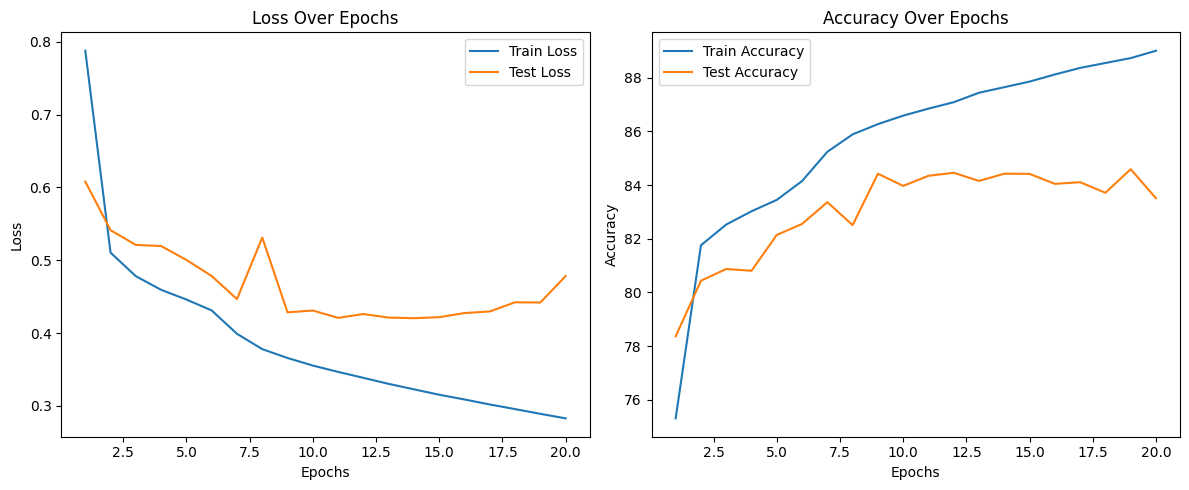 Loss Over Epochs
Train Loss
Test Loss
0.8
0.7
0.6
0.5
0.4
0.3
Loss
2.5 5.0 7.5 10.0 12.5 15.0 17.5 20.0
Epochs
Accuracy Over Epochs
Train Accuracy
Test Accuracy
88
86
84
82
80
78
76
Accuracy
2.5 5.0 7.5 10.0 12.5 15.0 17.5 20.0
Epochs